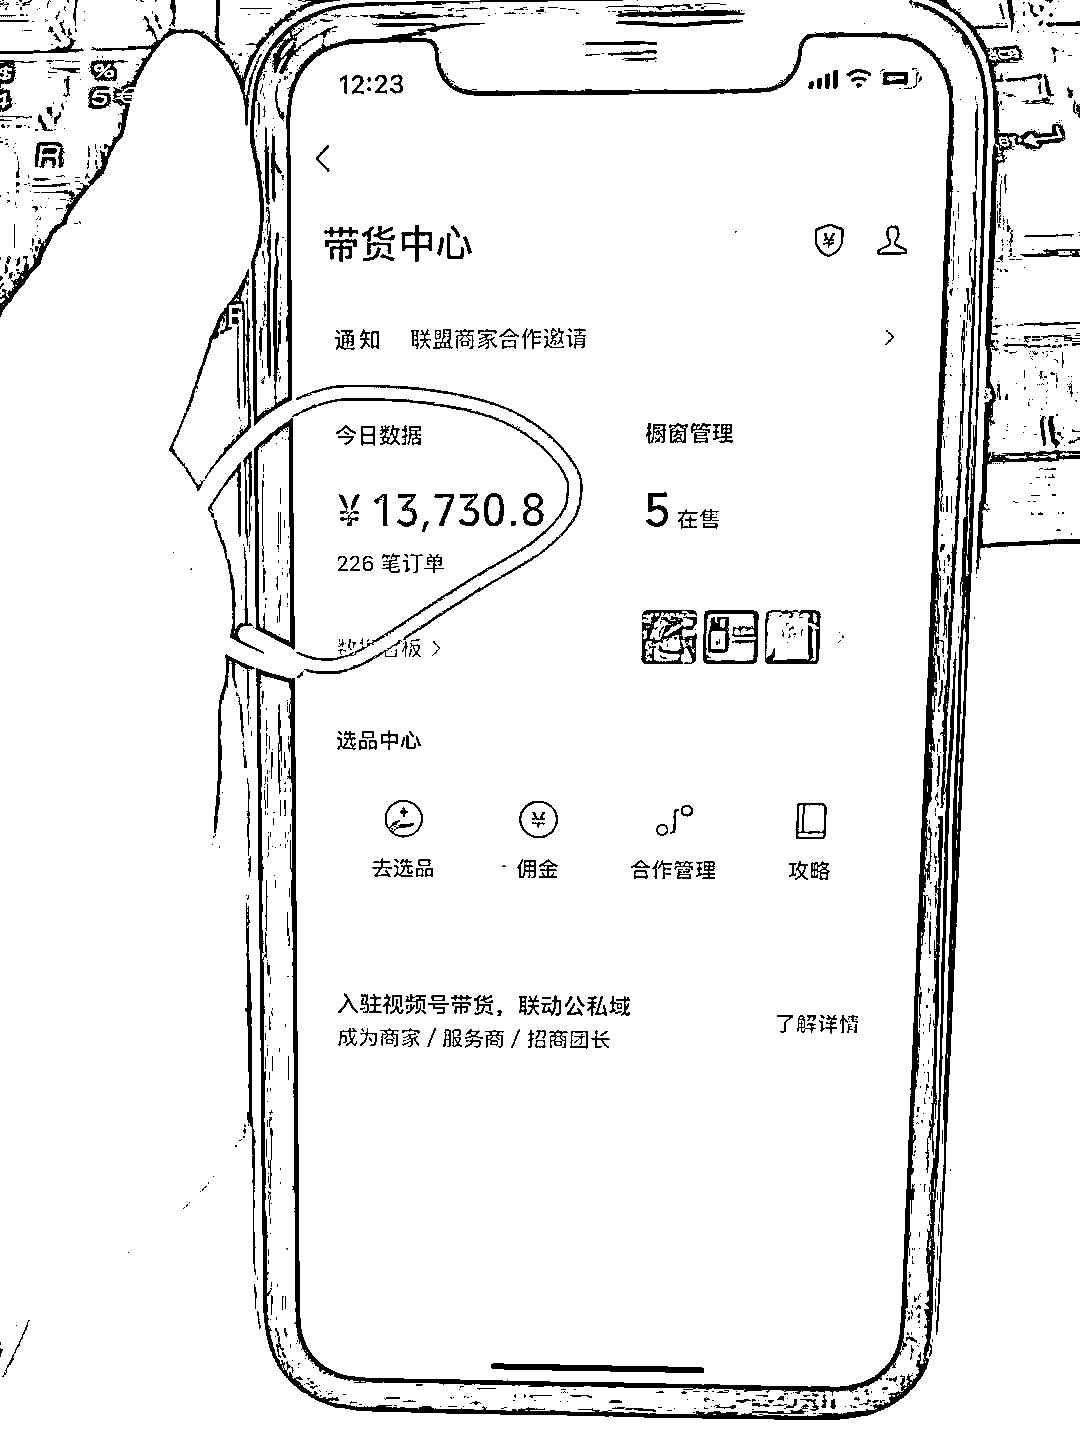 12:23
带货中心
通知 联盟商家合作邀请
今日数据
橱窗管理
¥ 13,730.8
5 在售
226 笔订单
选品中心
去选品
佣金
合作管理
攻略
入驻视频号带货，联动公私域
成为商家 / 服务商 / 招商团长
了解详情